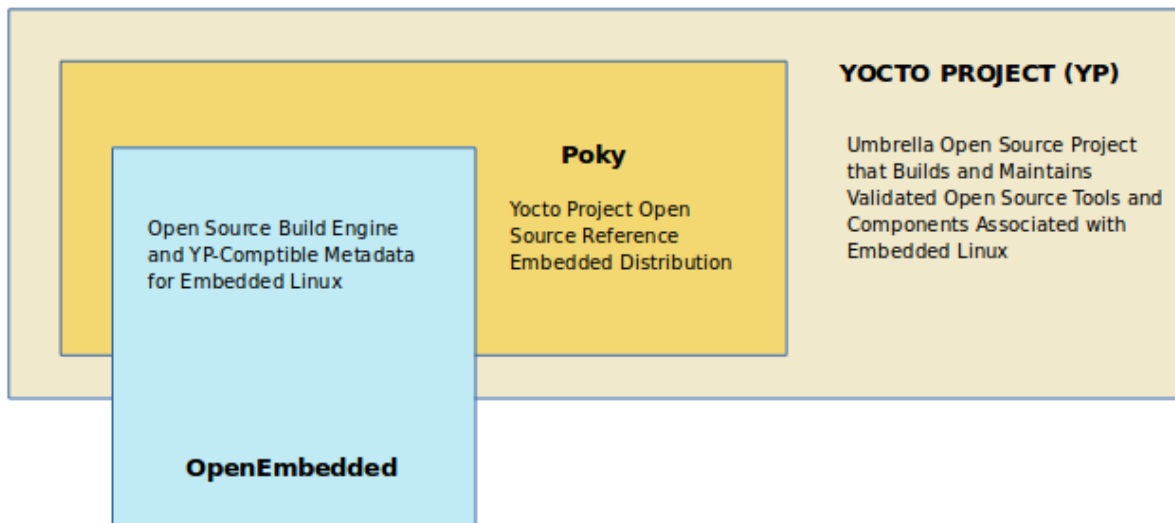 YOCTO PROJECT (YP)
Umbrella Open Source Project
that Builds and Maintains
Validated Open Source Tools and
Components Associated with
Embedded Linux
Poky
Yocto Project Open
Source Reference
Embedded Distribution
Open Source Build Engine
and YP-Comptible Metadata
for Embedded Linux
OpenEmbedded